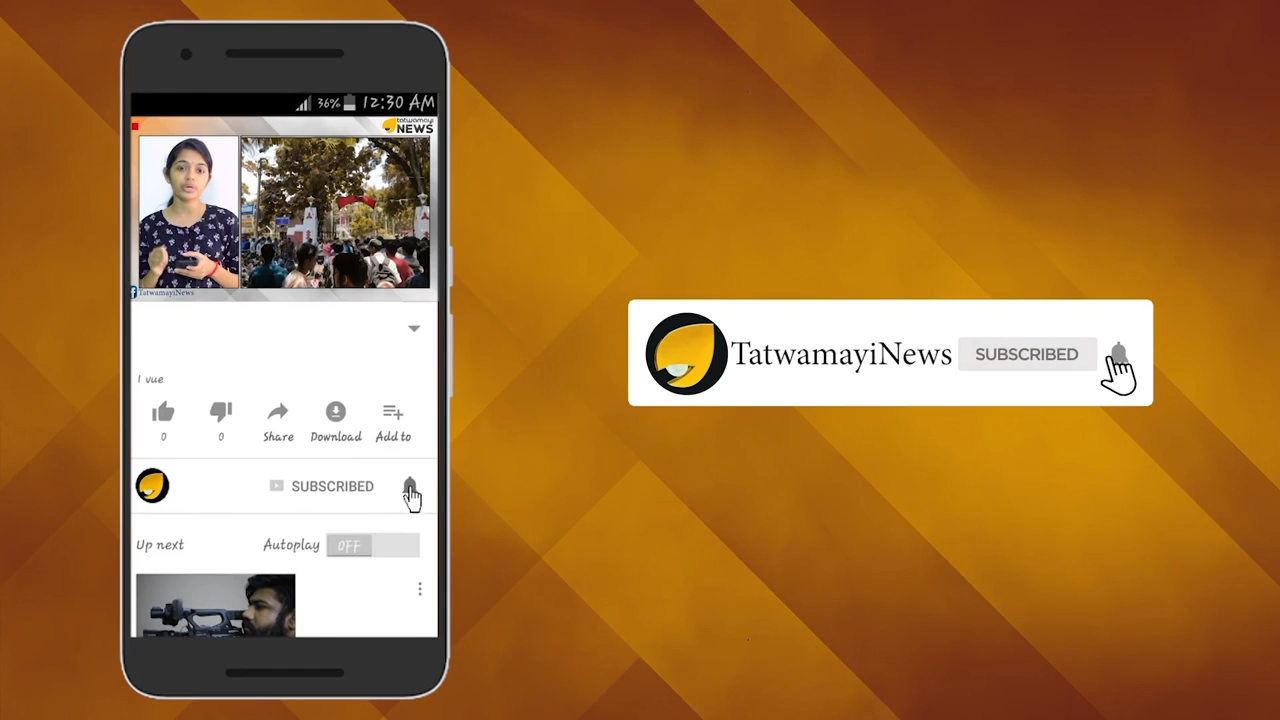 36% 12:30 AM
tatwamayi
NEWS
TatwamayiNews
1 vue
0
0
Share
Download
Add to
SUBSCRIBED
Up next
Autoplay
OFF
TatwamayiNews
SUBSCRIBED